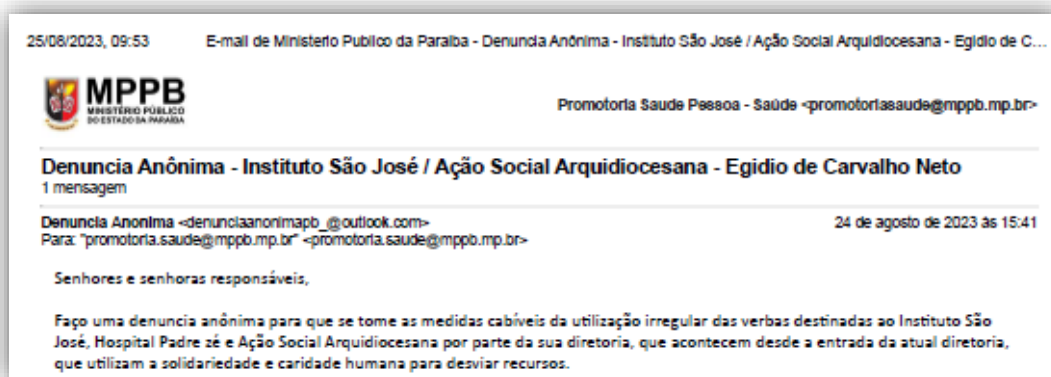 25/08/2023, 09:53 E-mail de Ministerio Publico da Paraiba - Denuncia Anônima - Instituto São José / Ação Social Arquidiocesana - Egidio de C...
MPPB
MINISTÉRIO PÚBLICO
DO ESTADO DA PARAÍBA
Promotoria Saude Pessoa - Saúde <promotoriasaude@mppb.mp.br>
Denuncia Anônima - Instituto São José / Ação Social Arquidiocesana - Egidio de Carvalho Neto
1 mensagem
Denuncia Anonima <denunciaanonimapb_@outlook.com> 24 de agosto de 2023 às 15:41
Para: "promotoria.saude@mppb.mp.br" <promotoria.saude@mppb.mp.br>
Senhores e senhoras responsáveis,
Faço uma denuncia anônima para que se tome as medidas cabíveis da utilização irregular das verbas destinadas ao Instituto São
José, Hospital Padre zé e Ação Social Arquidiocesana por parte da sua diretoria, que acontecem desde a entrada da atual diretoria,
que utilizam a solidariedade e caridade humana para desviar recursos.